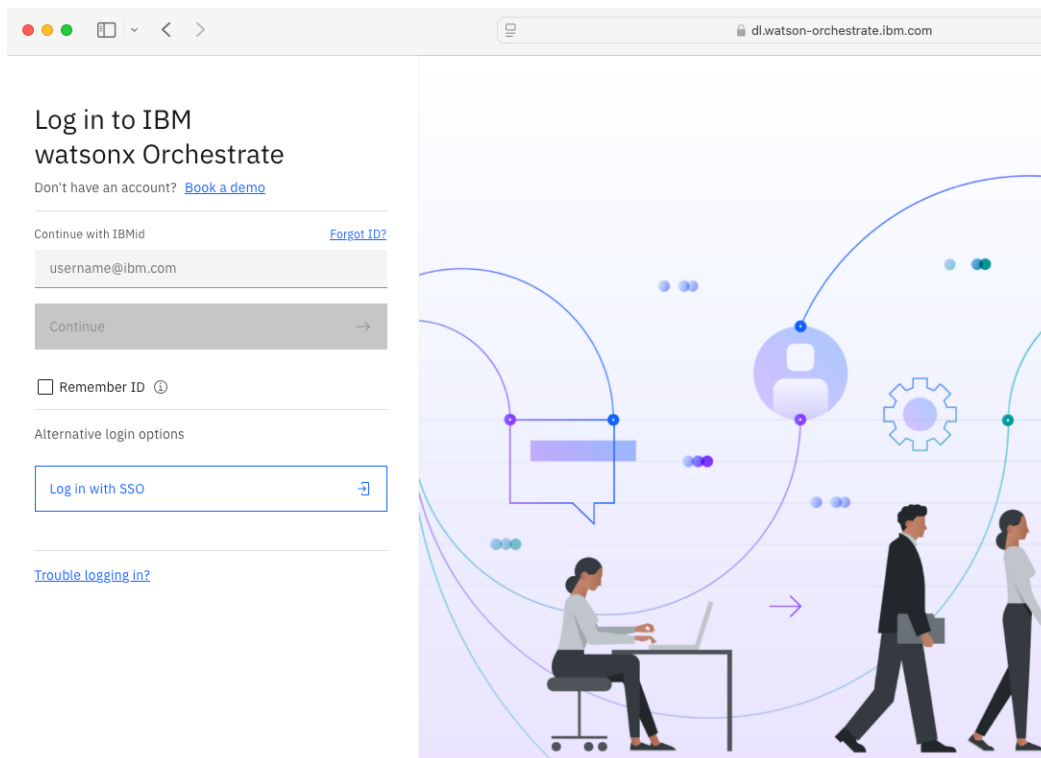 dl.watson-orchestrate.ibm.com
Log in to IBM
watsonx Orchestrate
Don't have an account? Book a demo
Continue with IBMid Forgot ID?
username@ibm.com
Continue
Remember ID
Alternative login options
Log in with SSO
Trouble logging in?